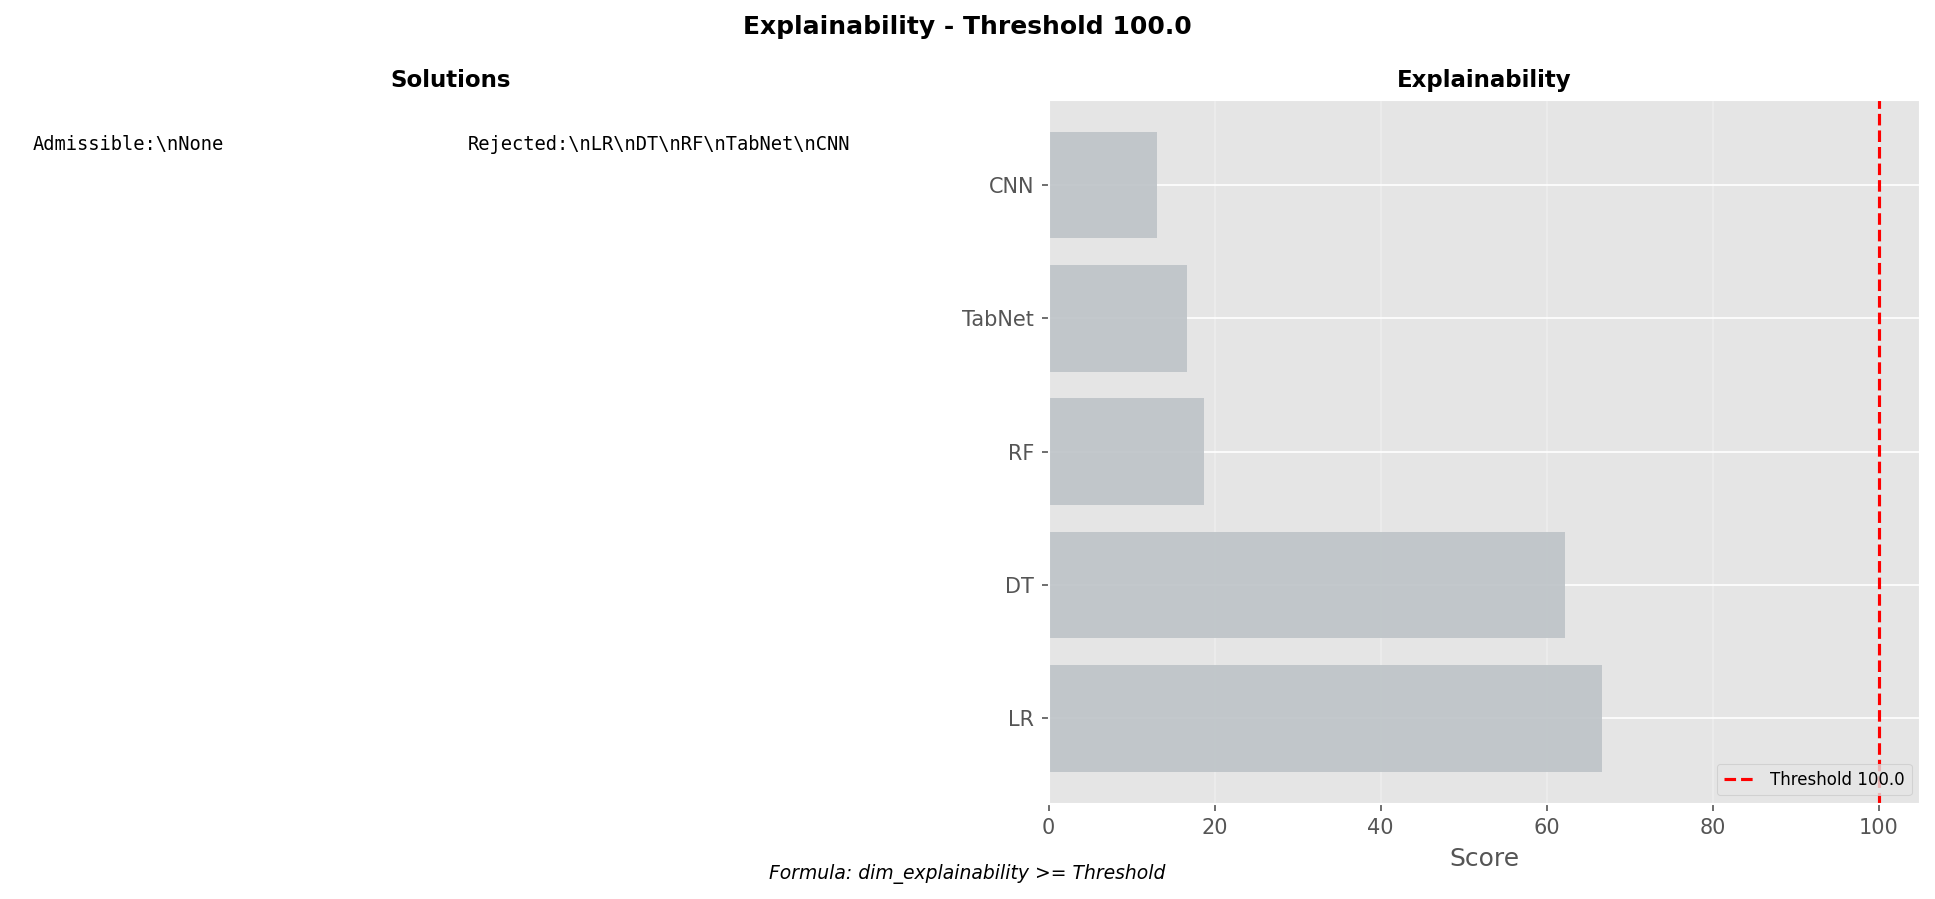 Explainability - Threshold 100.0
Solutions
Admissible:\nNone
Rejected:\nLR\nDT\nRF\nTabNet\nCNN
Explainability
CNN
TabNet
RF
DT
LR
Threshold 100.0
0 20 40 60 80 100
Score
Formula: dim_explainability >= Threshold